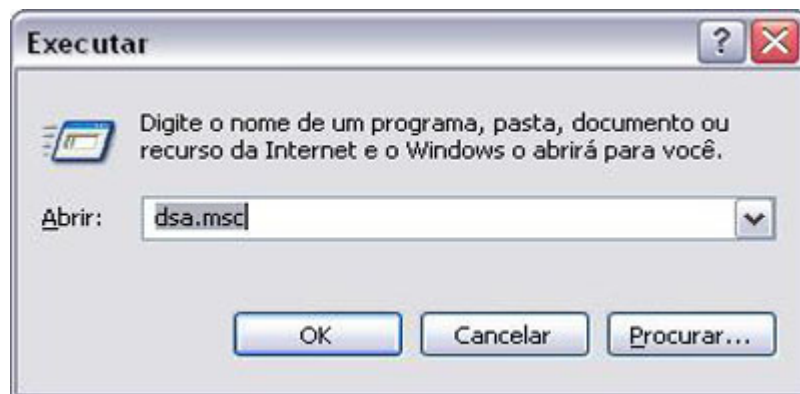 Executar
Digite o nome de um programa, pasta, documento ou
recurso da Internet e o Windows o abrirá para você.
Abrir: dsa.msc
OK Cancelar Procurar...